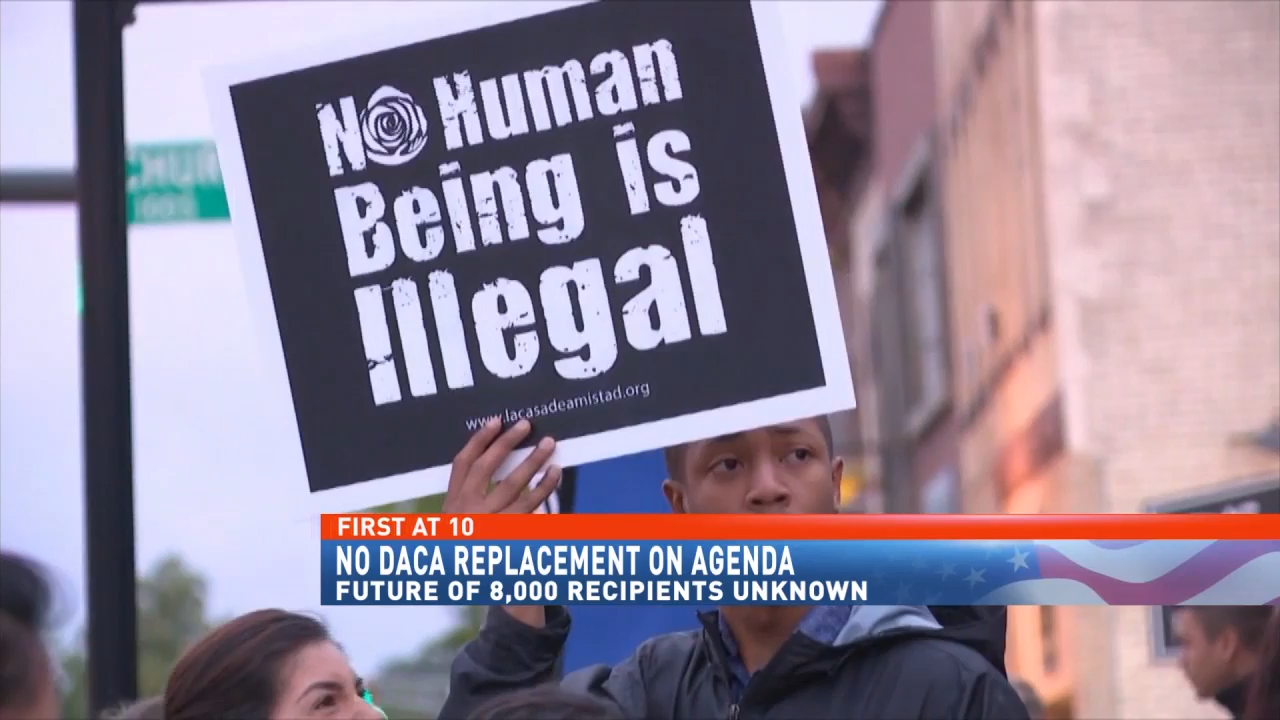 CHUR
No Human
Being is
Illegal
www.lacasadeamistad.org
FIRST AT 10
NO DACA REPLACEMENT ON AGENDA
FUTURE OF 8,000 RECIPIENTS UNKNOWN